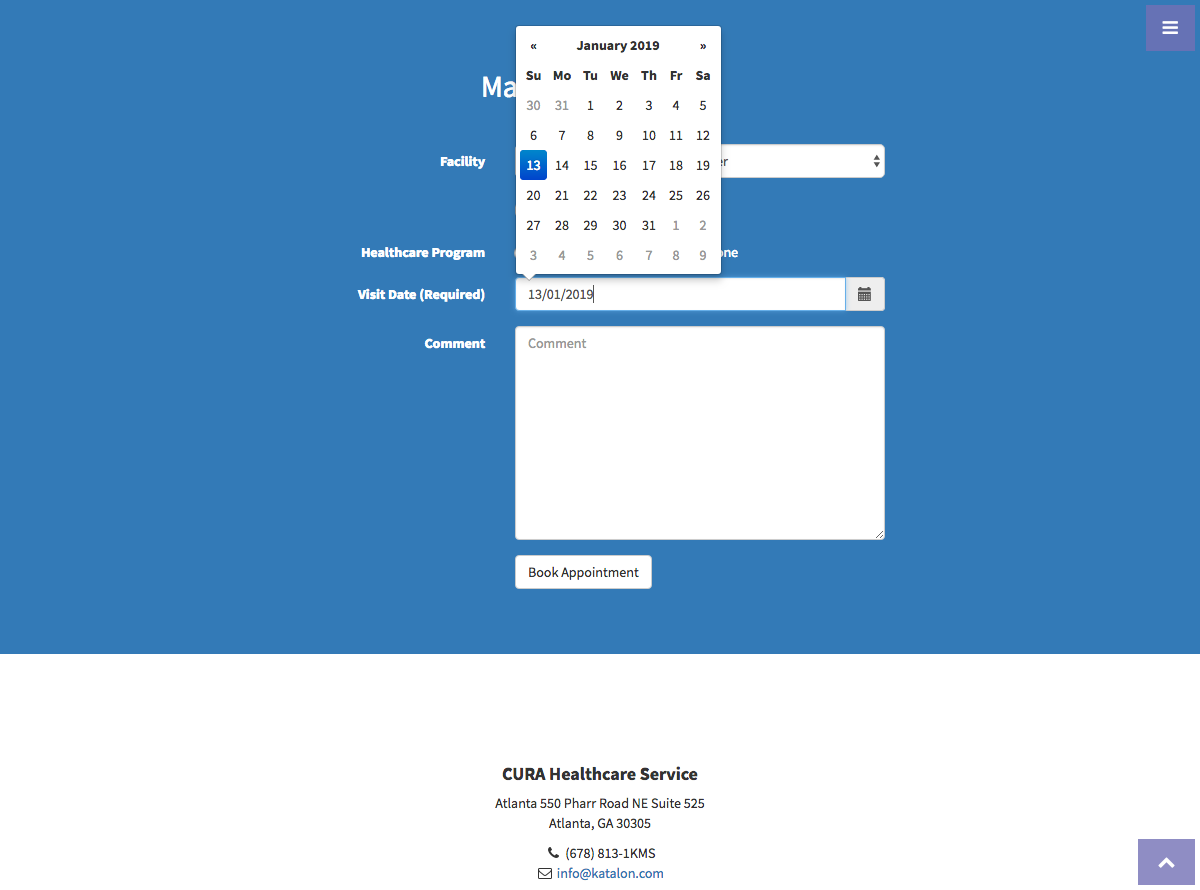 « January 2019 »
Su Mo Tu We Th Fr Sa
Ma
30 31 1 2 3 4 5
6 7 8 9 10 11 12
Facility
13 14 15 16 17 18 19
20 21 22 23 24 25 26
27 28 29 30 31 1 2
3 4 5 6 7 8 9
Healthcare Program
Visit Date (Required) 13/01/2019
Comment Comment
Book Appointment
CURA Healthcare Service
Atlanta 550 Pharr Road NE Suite 525
Atlanta, GA 30305
(678) 813-1KMS
info@katalon.com